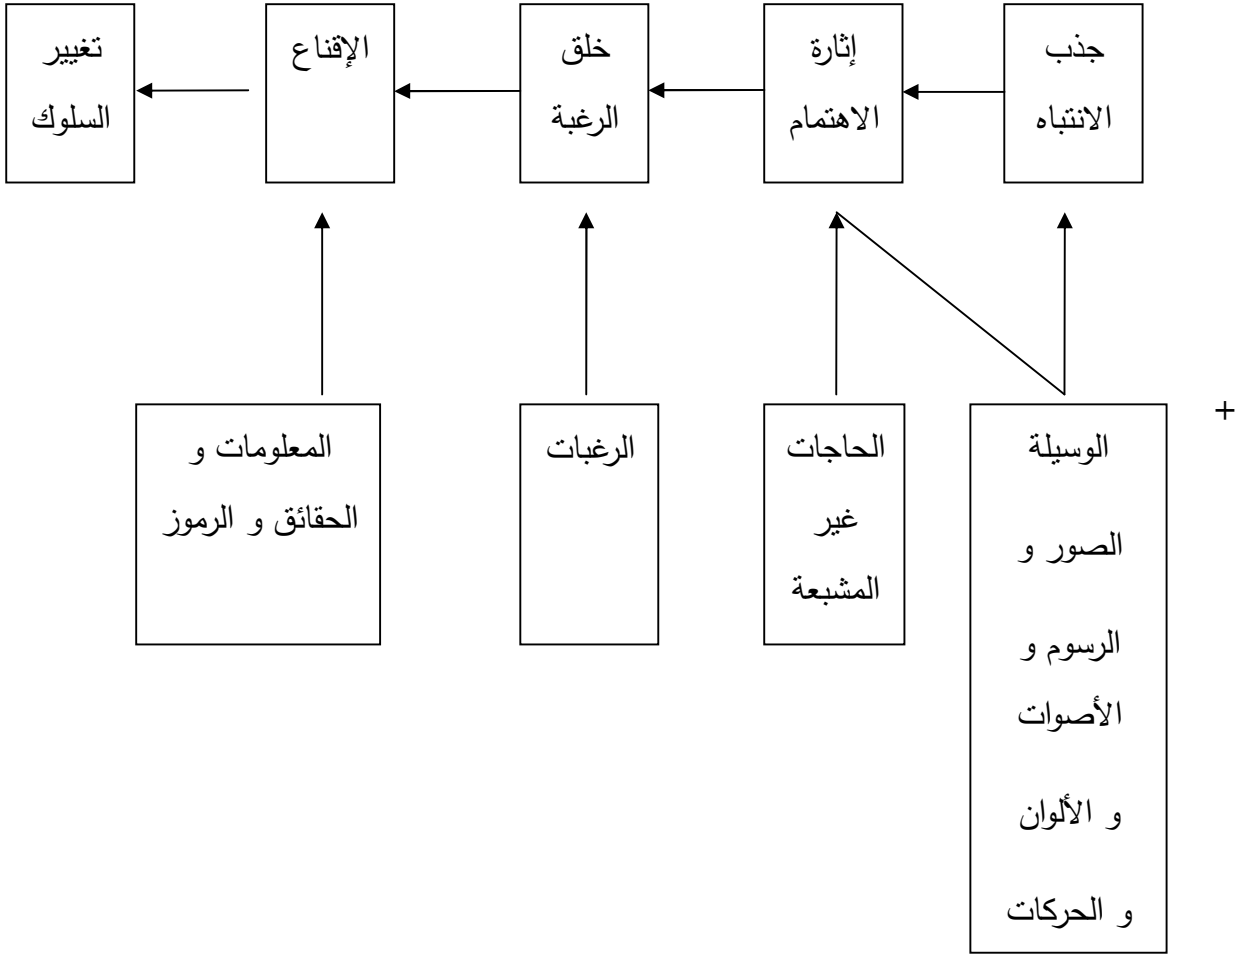 جذب
الانتباه
إثارة
الاهتمام
خلق
الرغبة
الإقناع
تغيير
السلوك
+
الوسيلة
الصور و
الرسوم و
الأصوات
و الألوان
و الحركات
الحاجات
غير
المشبعة
الرغبات
المعلومات و
الحقائق و الرموز